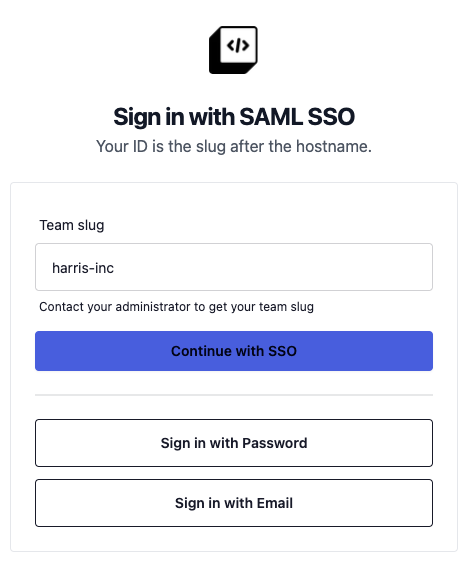 </>
Sign in with SAML SSO
Your ID is the slug after the hostname.
Team slug
harris-inc
Contact your administrator to get your team slug
Continue with SSO
Sign in with Password
Sign in with Email